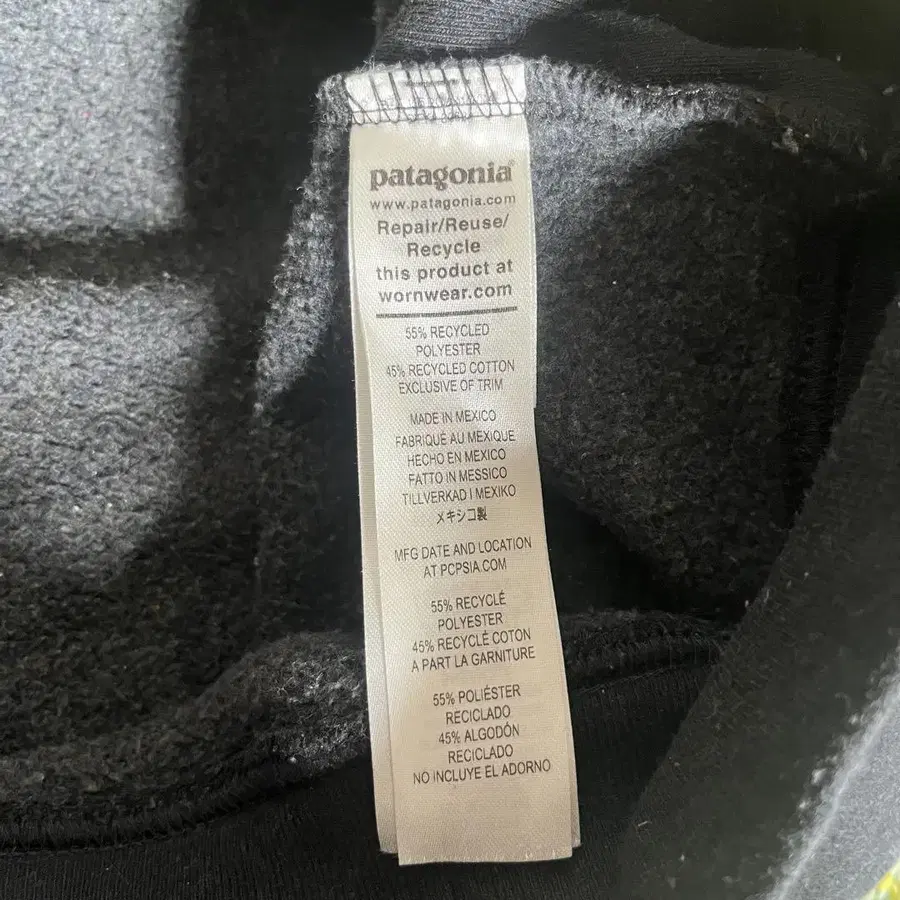 patagonia®
www.patagonia.com
Repair/Reuse/
Recycle
this product at
wornwear.com
55% RECYCLED
POLYESTER
45% RECYCLED COTTON
EXCLUSIVE OF TRIM
MADE IN MEXICO
FABRIQUÉ AU MEXIQUE
HECHO EN MEXICO
FATTO IN MESSICO
TILLVERKAD I MEXIKO
メキシコ製
MFG DATE AND LOCATION
AT PCPSIA.COM
55% RECYCLÉ
POLYESTER
45% RECYCLÉ COTON
A PART LA GARNITURE
55% POLIÉSTER
RECICLADO
45% ALGODÓN
RECICLADO
NO INCLUYE EL ADORNO